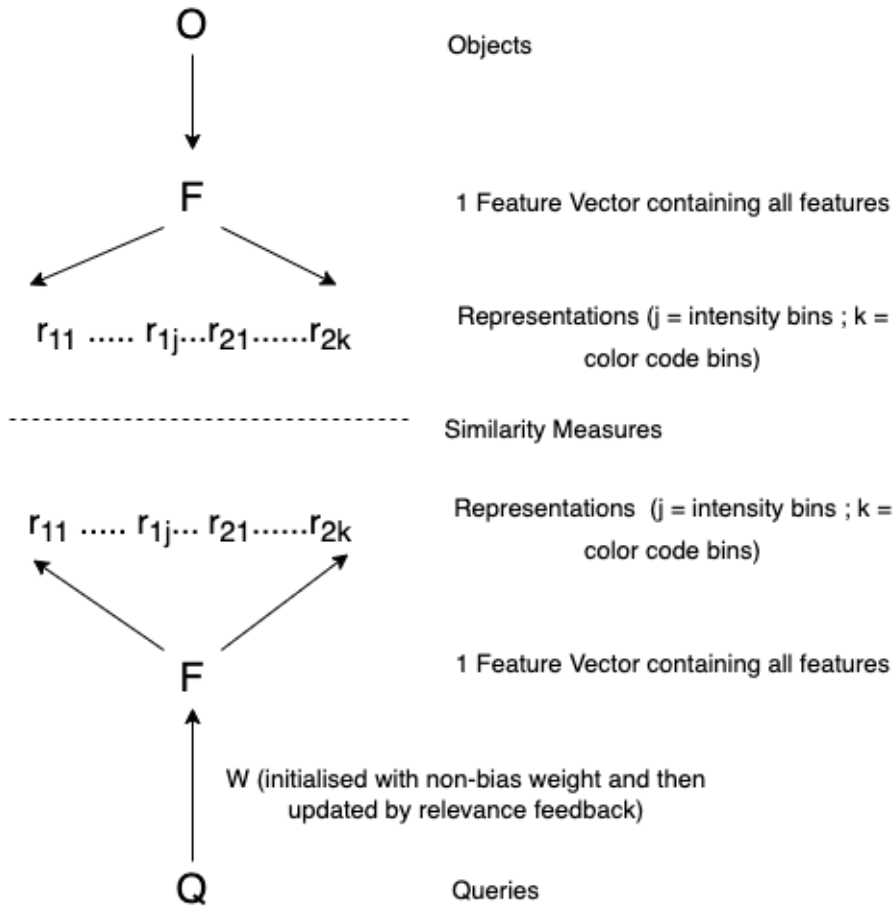 O
Objects
F
1 Feature Vector containing all features
r11 ..... r1j...r21......r2k
Representations (j = intensity bins ; k =
color code bins)
Similarity Measures
r11 ..... r1j... r21......r2k
Representations (j = intensity bins ; k =
color code bins)
F
1 Feature Vector containing all features
W (initialised with non-bias weight and then
updated by relevance feedback)
Q
Queries